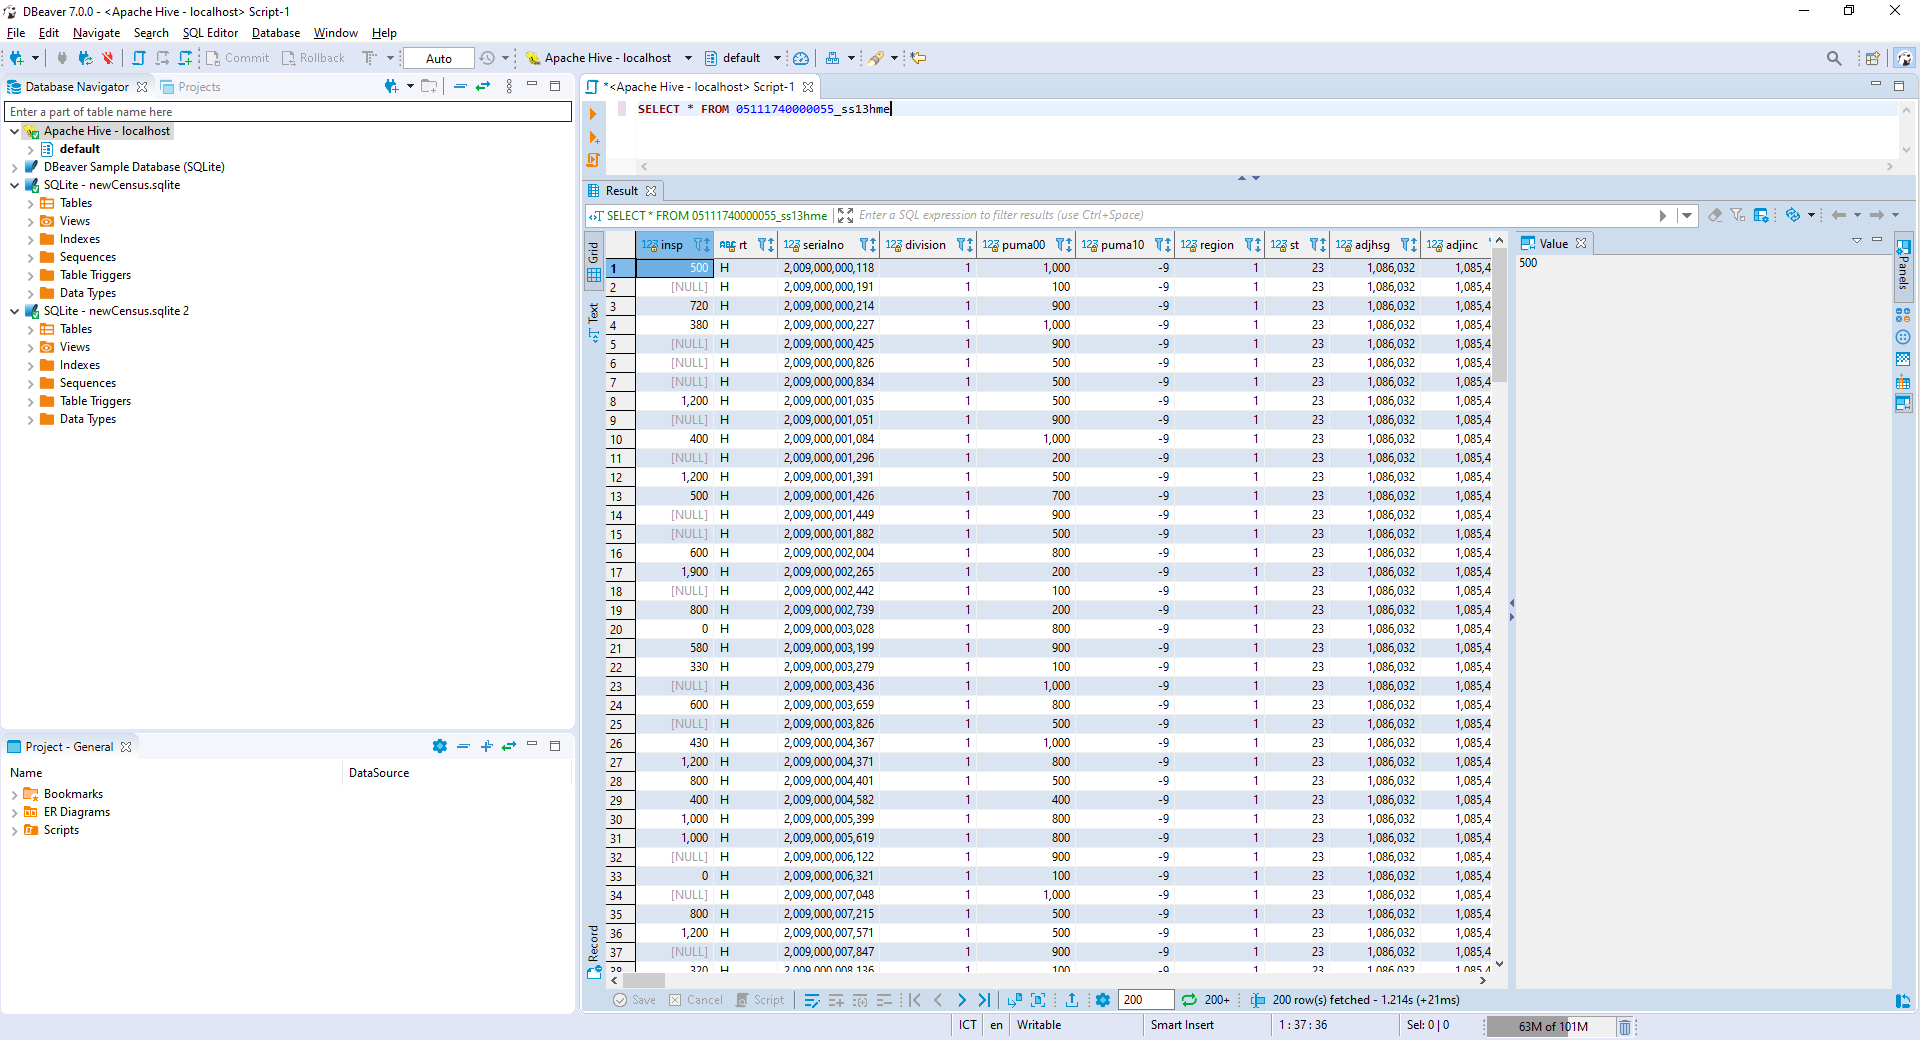 DBeaver 7.0.0 - <Apache Hive - localhost> Script-1
File Edit Navigate Search SQL Editor Database Window Help
Commit Rollback Auto Apache Hive - localhost default
Database Navigator Projects
Enter a part of table name here
Apache Hive - localhost
default
DBeaver Sample Database (SQLite)
SQLite - newCensus.sqlite
Tables
Views
Indexes
Sequences
Table Triggers
Data Types
SQLite - newCensus.sqlite 2
Tables
Views
Indexes
Sequences
Table Triggers
Data Types
Project - General
Name DataSource
Bookmarks
ER Diagrams
Scripts
*<Apache Hive - localhost> Script-1
SELECT * FROM 05111740000055_ss13hme
Result
SELECT * FROM 05111740000055_ss13hme Enter a SQL expression to filter results (use Ctrl+Space)
Grid
Text
Record
123 insp ABC rt 123 serialno 123 division 123 puma00 123 puma10 123 region 123 st 123 adjhsg 123 adjinc
1 500 H 2,009,000,000,118 1 1,000 -9 1 23 1,086,032 1,085,4
2 [NULL] H 2,009,000,000,191 1 100 -9 1 23 1,086,032 1,085,4
3 720 H 2,009,000,000,214 1 900 -9 1 23 1,086,032 1,085,4
4 380 H 2,009,000,000,227 1 1,000 -9 1 23 1,086,032 1,085,4
5 [NULL] H 2,009,000,000,425 1 900 -9 1 23 1,086,032 1,085,4
6 [NULL] H 2,009,000,000,826 1 500 -9 1 23 1,086,032 1,085,4
7 [NULL] H 2,009,000,000,834 1 500 -9 1 23 1,086,032 1,085,4
8 1,200 H 2,009,000,001,035 1 500 -9 1 23 1,086,032 1,085,4
9 [NULL] H 2,009,000,001,051 1 900 -9 1 23 1,086,032 1,085,4
10 400 H 2,009,000,001,084 1 1,000 -9 1 23 1,086,032 1,085,4
11 [NULL] H 2,009,000,001,296 1 200 -9 1 23 1,086,032 1,085,4
12 1,200 H 2,009,000,001,391 1 500 -9 1 23 1,086,032 1,085,4
13 500 H 2,009,000,001,426 1 700 -9 1 23 1,086,032 1,085,4
14 [NULL] H 2,009,000,001,449 1 900 -9 1 23 1,086,032 1,085,4
15 [NULL] H 2,009,000,001,882 1 500 -9 1 23 1,086,032 1,085,4
16 600 H 2,009,000,002,004 1 800 -9 1 23 1,086,032 1,085,4
17 1,900 H 2,009,000,002,265 1 200 -9 1 23 1,086,032 1,085,4
18 [NULL] H 2,009,000,002,442 1 100 -9 1 23 1,086,032 1,085,4
19 800 H 2,009,000,002,739 1 200 -9 1 23 1,086,032 1,085,4
20 0 H 2,009,000,003,028 1 800 -9 1 23 1,086,032 1,085,4
21 580 H 2,009,000,003,199 1 900 -9 1 23 1,086,032 1,085,4
22 330 H 2,009,000,003,279 1 100 -9 1 23 1,086,032 1,085,4
23 [NULL] H 2,009,000,003,436 1 1,000 -9 1 23 1,086,032 1,085,4
24 600 H 2,009,000,003,659 1 800 -9 1 23 1,086,032 1,085,4
25 [NULL] H 2,009,000,003,826 1 500 -9 1 23 1,086,032 1,085,4
26 430 H 2,009,000,004,367 1 1,000 -9 1 23 1,086,032 1,085,4
27 1,200 H 2,009,000,004,371 1 800 -9 1 23 1,086,032 1,085,4
28 800 H 2,009,000,004,401 1 500 -9 1 23 1,086,032 1,085,4
29 400 H 2,009,000,004,582 1 400 -9 1 23 1,086,032 1,085,4
30 1,000 H 2,009,000,005,399 1 800 -9 1 23 1,086,032 1,085,4
31 1,000 H 2,009,000,005,619 1 800 -9 1 23 1,086,032 1,085,4
32 [NULL] H 2,009,000,006,122 1 900 -9 1 23 1,086,032 1,085,4
33 0 H 2,009,000,006,321 1 100 -9 1 23 1,086,032 1,085,4
34 [NULL] H 2,009,000,007,048 1 1,000 -9 1 23 1,086,032 1,085,4
35 800 H 2,009,000,007,215 1 500 -9 1 23 1,086,032 1,085,4
36 1,200 H 2,009,000,007,571 1 500 -9 1 23 1,086,032 1,085,4
37 [NULL] H 2,009,000,007,847 1 900 -9 1 23 1,086,032 1,085,4
38 320 H 2,009,000,008,136 1 100 -9 1 23 1,086,032 1,085,4
Value
500
Panels
Save Cancel Script 200 200+ 200 row(s) fetched - 1.214s (+21ms)
ICT en Writable Smart Insert 1 : 37 : 36 Sel: 0 | 0 63M of 101M